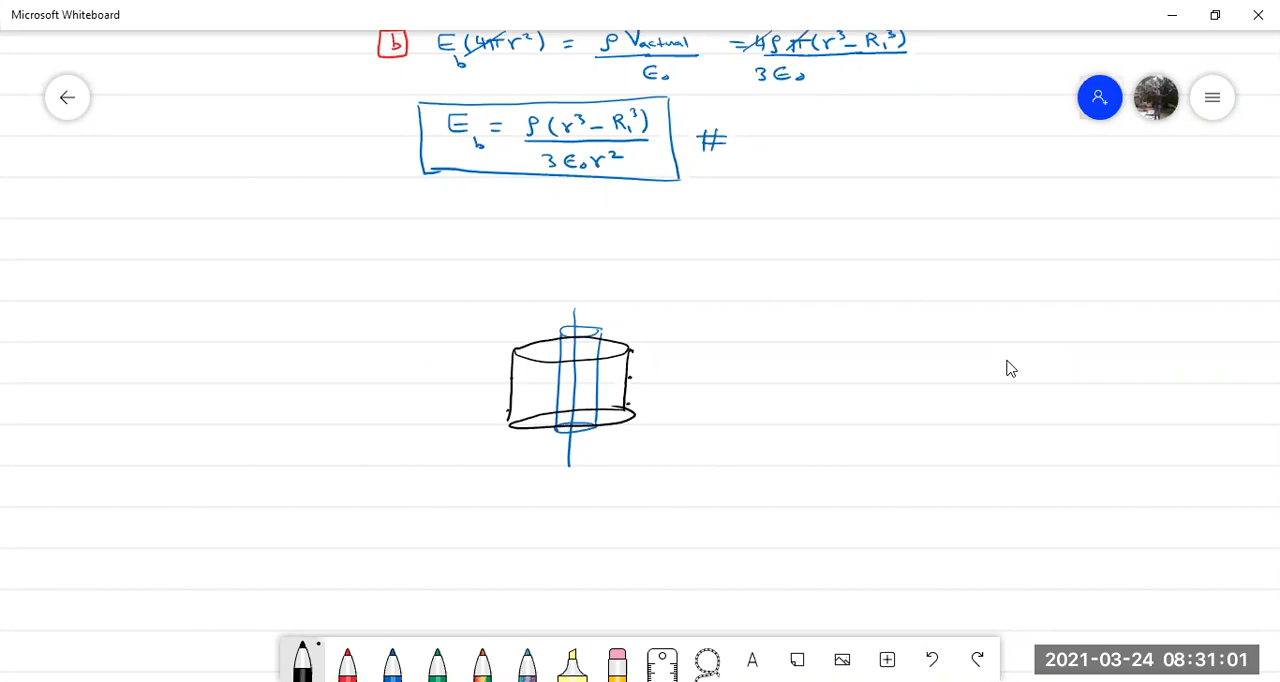 Microsoft Whiteboard
b E_b (4πr²) = ρ V_actual / ε₀ = 4ρπ(r³ − R₁³) / 3ε₀
E_b = ρ(r³ − R₁³) / 3ε₀r² #
A
2021-03-24 08:31:01